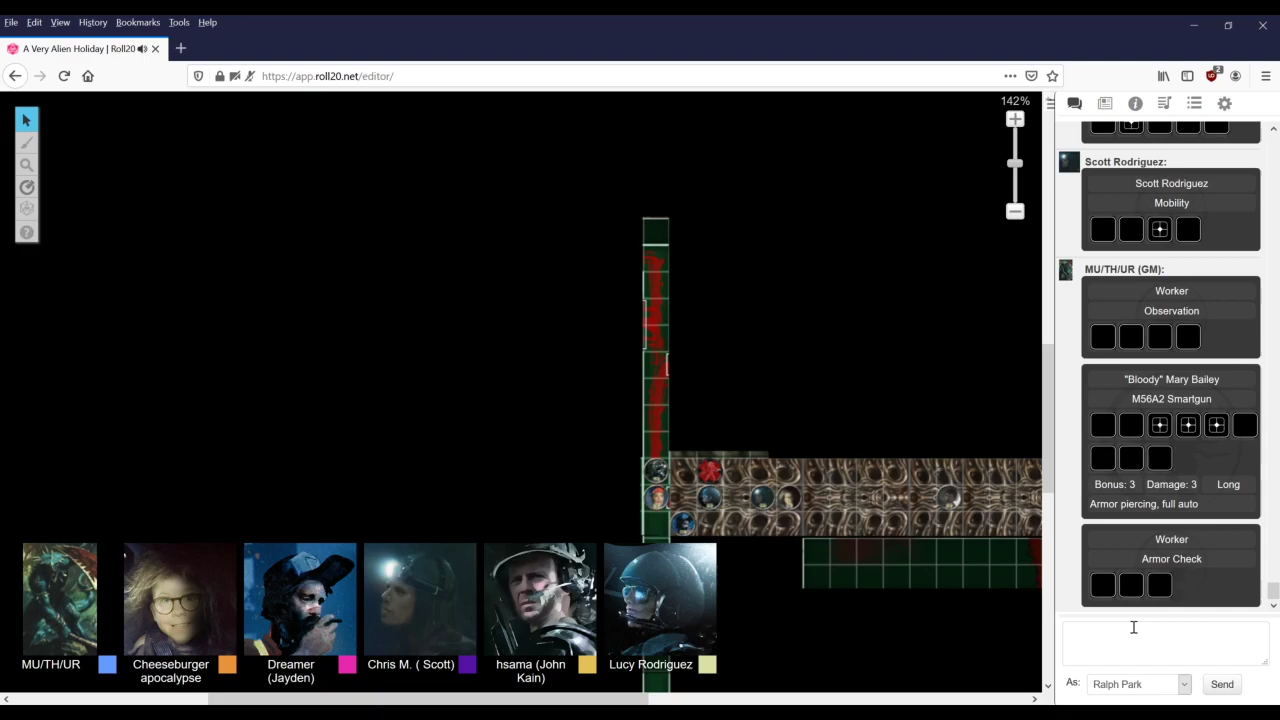 File Edit View History Bookmarks Tools Help
A Very Alien Holiday | Roll20
https://app.roll20.net/editor/
2
142%
Scott Rodriguez:
Scott Rodriguez
Mobility
MU/TH/UR (GM):
Worker
Observation
"Bloody" Mary Bailey
M56A2 Smartgun
Bonus: 3 Damage: 3 Long
Armor piercing, full auto
Worker
Armor Check
MU/TH/UR
Cheeseburger
apocalypse
Dreamer
(Jayden)
Chris M. ( Scott)
hsama (John
Kain)
Lucy Rodriguez
As: Ralph Park Send